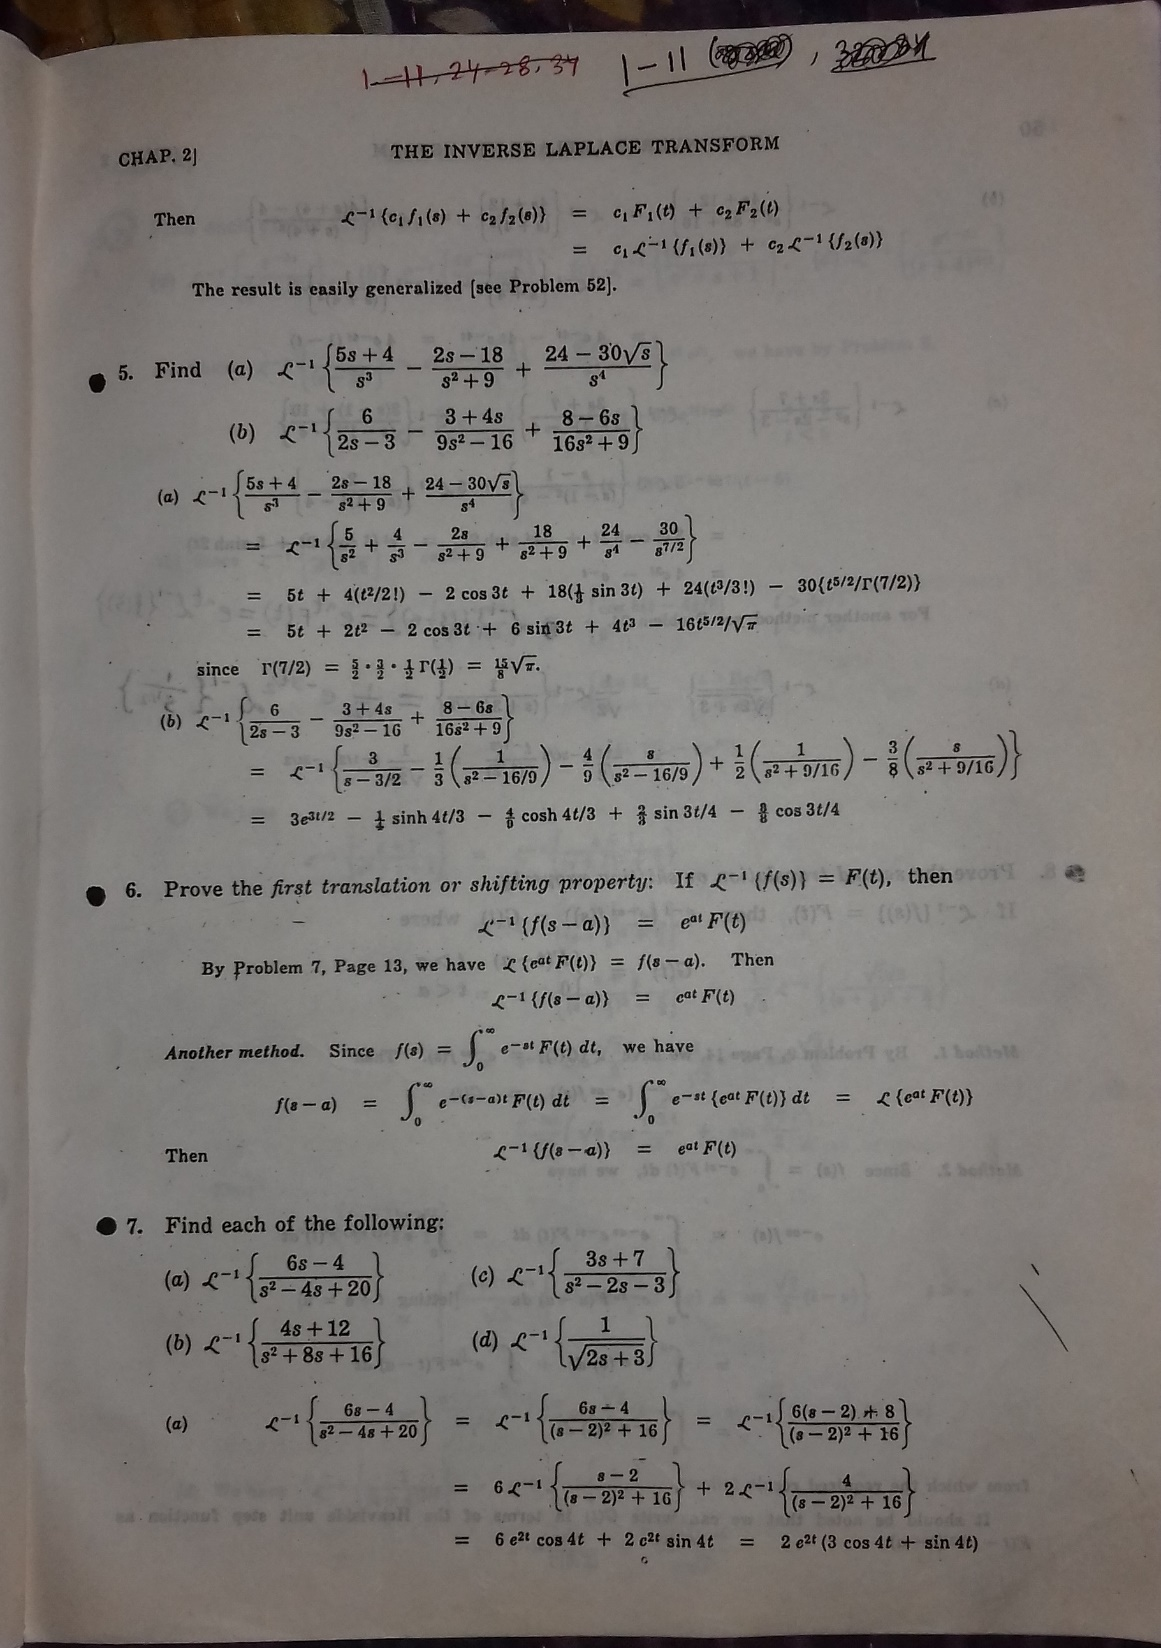 1-11, 24-28, 34 1-11 ( ),
CHAP. 2] THE INVERSE LAPLACE TRANSFORM
Then ℒ⁻¹{c₁f₁(s) + c₂f₂(s)} = c₁F₁(t) + c₂F₂(t)
= c₁ℒ⁻¹{f₁(s)} + c₂ℒ⁻¹{f₂(s)}
The result is easily generalized [see Problem 52].
5. Find (a) ℒ⁻¹{(5s + 4)/s³ − (2s − 18)/(s² + 9) + (24 − 30√s)/s⁴}
(b) ℒ⁻¹{6/(2s − 3) − (3 + 4s)/(9s² − 16) + (8 − 6s)/(16s² + 9)}
(a) ℒ⁻¹{(5s + 4)/s³ − (2s − 18)/(s² + 9) + (24 − 30√s)/s⁴}
= ℒ⁻¹{5/s² + 4/s³ − 2s/(s² + 9) + 18/(s² + 9) + 24/s⁴ − 30/s^(7/2)}
= 5t + 4(t²/2!) − 2 cos 3t + 18(⅓ sin 3t) + 24(t³/3!) − 30{t^(5/2)/Γ(7/2)}
= 5t + 2t² − 2 cos 3t + 6 sin 3t + 4t³ − 16t^(5/2)/√π
since Γ(7/2) = 5/2 · 3/2 · 1/2 Γ(1/2) = 15/8 √π.
(b) ℒ⁻¹{6/(2s − 3) − (3 + 4s)/(9s² − 16) + (8 − 6s)/(16s² + 9)}
= ℒ⁻¹{3/(s − 3/2) − 1/3 (1/(s² − 16/9)) − 4/9 (s/(s² − 16/9)) + 1/2 (1/(s² + 9/16)) − 3/8 (s/(s² + 9/16))}
= 3e^(3t/2) − 1/4 sinh 4t/3 − 4/9 cosh 4t/3 + 2/3 sin 3t/4 − 3/8 cos 3t/4
6. Prove the first translation or shifting property: If ℒ⁻¹{f(s)} = F(t), then
ℒ⁻¹{f(s − a)} = e^(at) F(t)
By Problem 7, Page 13, we have ℒ{e^(at) F(t)} = f(s − a). Then
ℒ⁻¹{f(s − a)} = e^(at) F(t)
Another method. Since f(s) = ∫₀^∞ e^(−st) F(t) dt, we have
f(s − a) = ∫₀^∞ e^(−(s−a)t) F(t) dt = ∫₀^∞ e^(−st) {e^(at) F(t)} dt = ℒ{e^(at) F(t)}
Then ℒ⁻¹{f(s − a)} = e^(at) F(t)
7. Find each of the following:
(a) ℒ⁻¹{(6s − 4)/(s² − 4s + 20)} (c) ℒ⁻¹{(3s + 7)/(s² − 2s − 3)}
(b) ℒ⁻¹{(4s + 12)/(s² + 8s + 16)} (d) ℒ⁻¹{1/√(2s + 3)}
(a) ℒ⁻¹{(6s − 4)/(s² − 4s + 20)} = ℒ⁻¹{(6s − 4)/((s − 2)² + 16)} = ℒ⁻¹{(6(s − 2) + 8)/((s − 2)² + 16)}
= 6ℒ⁻¹{(s − 2)/((s − 2)² + 16)} + 2ℒ⁻¹{4/((s − 2)² + 16)}
= 6 e^(2t) cos 4t + 2 e^(2t) sin 4t = 2 e^(2t) (3 cos 4t + sin 4t)